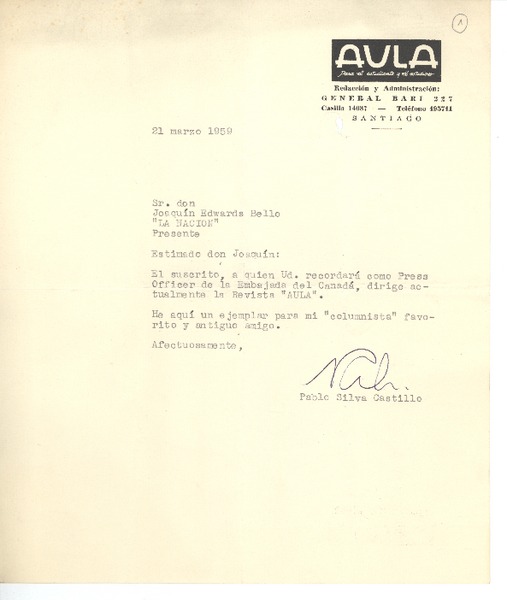 1
AULA
Para el estudiante y el estudioso
Redacción y Administración:
GENERAL BARI 227
Casilla 14087 — Teléfono 495741
SANTIAGO
21 marzo 1959
Sr. don
Joaquín Edwards Bello
"LA NACION"
Presente
Estimado don Joaquín:
El suscrito, a quien Ud. recordará como Press
Officer de la Embajada del Canadá, dirige ac-
tualmente la Revista "AULA".
He aquí un ejemplar para mi "columnista" favo-
rito y antiguo amigo.
Afectuosamente,
Pablo Silva Castillo